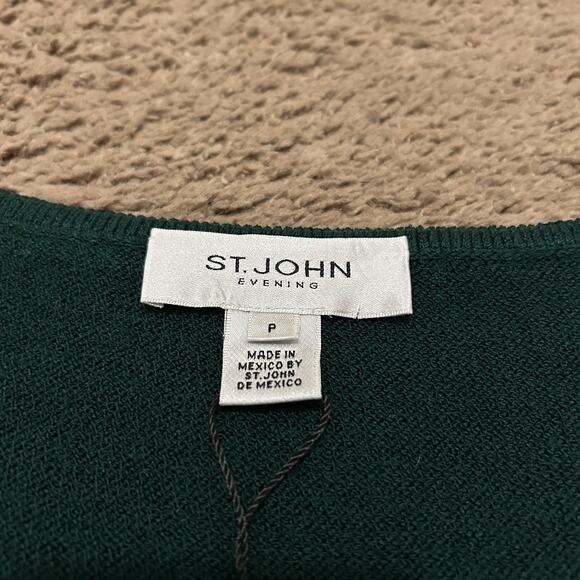 ST. JOHN
EVENING
P
MADE IN
MEXICO BY
ST. JOHN
DE MEXICO